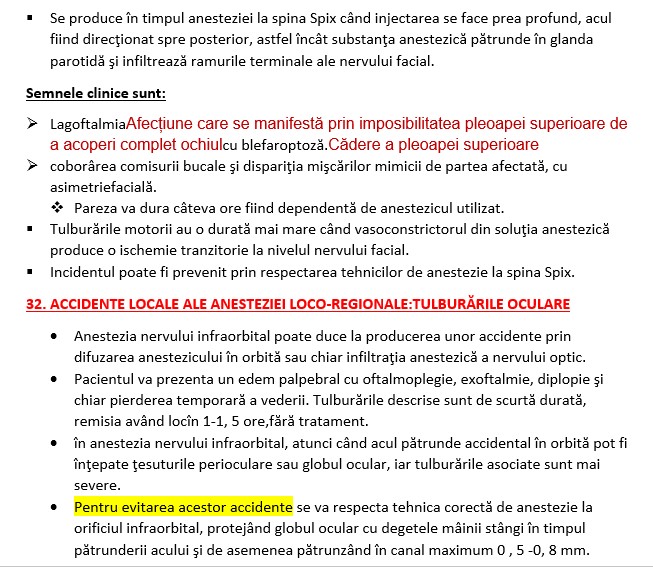 ▪ Se produce în timpul anesteziei la spina Spix când injectarea se face prea profund, acul
fiind direcţionat spre posterior, astfel încât substanţa anestezică pătrunde în glanda
parotidă şi infiltrează ramurile terminale ale nervului facial.
Semnele clinice sunt:
➢ LagoftalmiaAfecțiune care se manifestă prin imposibilitatea pleoapei superioare de
a acoperi complet ochiulcu blefaroptoză.Cădere a pleoapei superioare
➢ coborârea comisurii bucale şi dispariţia mişcărilor mimicii de partea afectată, cu
asimetriefacială.
❖ Pareza va dura câteva ore fiind dependentă de anestezicul utilizat.
▪ Tulburările motorii au o durată mai mare când vasoconstrictorul din soluţia anestezică
produce o ischemie tranzitorie la nivelul nervului facial.
▪ Incidentul poate fi prevenit prin respectarea tehnicilor de anestezie la spina Spix.
32. ACCIDENTE LOCALE ALE ANESTEZIEI LOCO-REGIONALE:TULBURĂRILE OCULARE
• Anestezia nervului infraorbital poate duce la producerea unor accidente prin
difuzarea anestezicului în orbită sau chiar infiltraţia anestezică a nervului optic.
• Pacientul va prezenta un edem palpebral cu oftalmoplegie, exoftalmie, diplopie şi
chiar pierderea temporară a vederii. Tulburările descrise sunt de scurtă durată,
remisia având locîn 1-1, 5 ore,fără tratament.
• în anestezia nervului infraorbital, atunci când acul pătrunde accidental în orbită pot fi
înţepate ţesuturile perioculare sau globul ocular, iar tulburările asociate sunt mai
severe.
• Pentru evitarea acestor accidente se va respecta tehnica corectă de anestezie la
orificiul infraorbital, protejând globul ocular cu degetele mâinii stângi în timpul
pătrunderii acului şi de asemenea pătrunzând în canal maximum 0 , 5 -0, 8 mm.